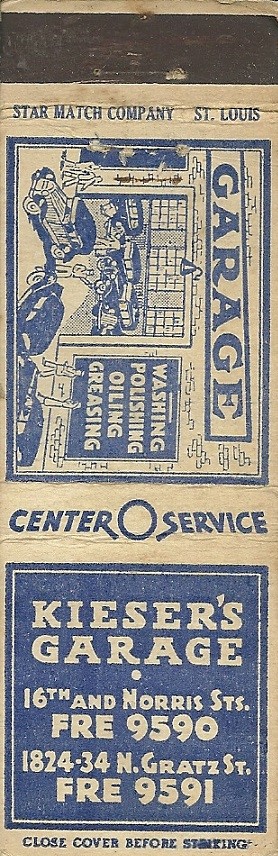 STAR MATCH COMPANY ST. LOUIS
GARAGE
WASHING
POLISHING
OILING
GREASING
CENTER O SERVICE
KIESER'S
GARAGE
•
16TH AND NORRIS STS.
FRE 9590
1824-34 N. GRATZ ST.
FRE 9591
CLOSE COVER BEFORE STRIKING